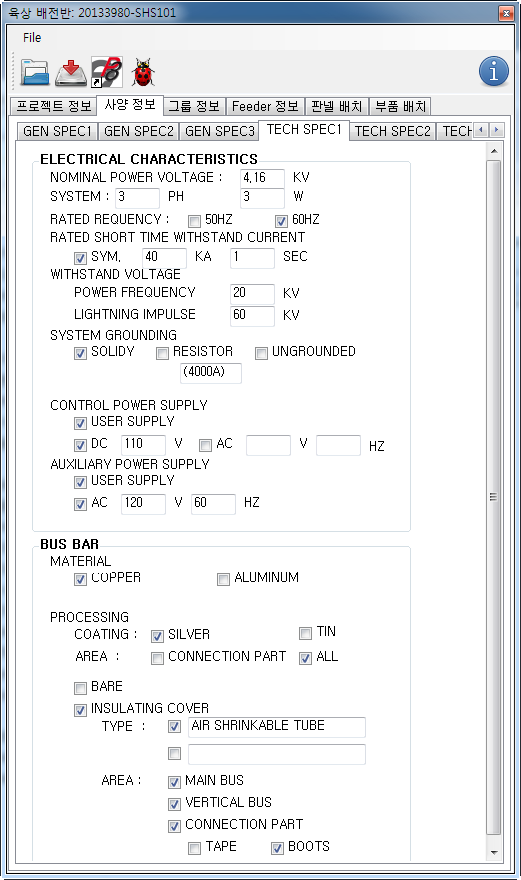 육상 배전반: 20133980-SHS101
File
프로젝트 정보 사양 정보 그룹 정보 Feeder 정보 판넬 배치 부품 배치
GEN SPEC1 GEN SPEC2 GEN SPEC3 TECH SPEC1 TECH SPEC2 TECH
ELECTRICAL CHARACTERISTICS
NOMINAL POWER VOLTAGE : 4.16 KV
SYSTEM : 3 PH 3 W
RATED REQUENCY : 50HZ 60HZ
RATED SHORT TIME WITHSTAND CURRENT
SYM. 40 KA 1 SEC
WITHSTAND VOLTAGE
POWER FREQUENCY 20 KV
LIGHTNING IMPULSE 60 KV
SYSTEM GROUNDING
SOLIDY RESISTOR UNGROUNDED
(4000A)
CONTROL POWER SUPPLY
USER SUPPLY
DC 110 V AC V HZ
AUXILIARY POWER SUPPLY
USER SUPPLY
AC 120 V 60 HZ
BUS BAR
MATERIAL
COPPER ALUMINUM
PROCESSING
COATING : SILVER TIN
AREA : CONNECTION PART ALL
BARE
INSULATING COVER
TYPE : AIR SHRINKABLE TUBE
AREA : MAIN BUS
VERTICAL BUS
CONNECTION PART
TAPE BOOTS